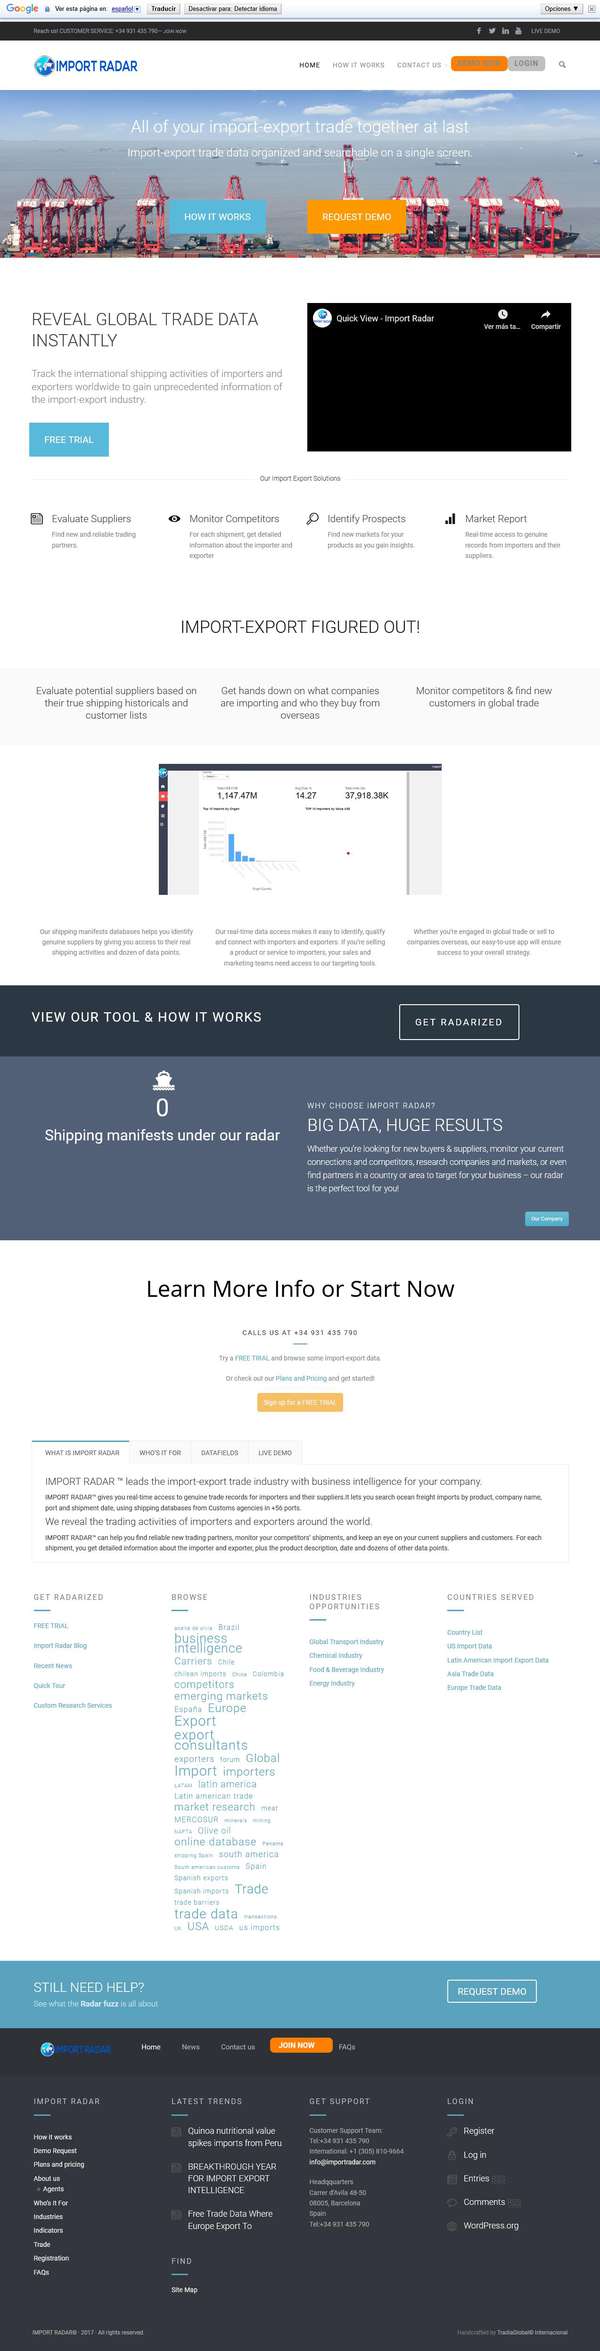 Google Ver esta página en: español Traducir Desactivar para: Detectar idioma Opciones ▼
Reach us! CUSTOMER SERVICE: +34 931 435 790-- JOIN NOW
LIVE DEMO
IMPORT RADAR
HOME HOW IT WORKS CONTACT US LOGIN
All of your import-export trade together at last
Import-export trade data organized and searchable on a single screen.
HOW IT WORKS REQUEST DEMO
REVEAL GLOBAL TRADE DATA
INSTANTLY
Track the international shipping activities of importers and
exporters worldwide to gain unprecedented information of
the import-export industry.
FREE TRIAL
Quick View - Import Radar
Ver más ta... Compartir
Our Import Export Solutions
Evaluate Suppliers
Find new and reliable trading
partners.
Monitor Competitors
For each shipment, get detailed
information about the importer and
exporter
Identify Prospects
Find new markets for your
products as you gain insights.
Market Report
Real-time access to genuine
records from importers and their
suppliers.
IMPORT-EXPORT FIGURED OUT!
Evaluate potential suppliers based on
their true shipping historicals and
customer lists
Get hands down on what companies
are importing and who they buy from
overseas
Monitor competitors & find new
customers in global trade
1,147.47M 14.27 37,918.38K
Our shipping manifests databases helps you identify
genuine suppliers by giving you access to their real
shipping activities and dozen of data points.
Our real-time data access makes it easy to identify, qualify
and connect with importers and exporters. If you're selling
a product or service to importers, your sales and
marketing teams need access to our targeting tools.
Whether you're engaged in global trade or sell to
companies overseas, our easy-to-use app will ensure
success to your overall strategy.
VIEW OUR TOOL & HOW IT WORKS
GET RADARIZED
0
Shipping manifests under our radar
WHY CHOOSE IMPORT RADAR?
BIG DATA, HUGE RESULTS
Whether you're looking for new buyers & suppliers, monitor your current
connections and competitors, research companies and markets, or even
find partners in a country or area to target for your business – our radar
is the perfect tool for you!
Our Company
Learn More Info or Start Now
CALLS US AT +34 931 435 790
Try a FREE TRIAL and browse some import-export data.
Or check out our Plans and Pricing and get started!
Sign up for a FREE TRIAL
WHAT IS IMPORT RADAR WHO'S IT FOR DATAFIELDS LIVE DEMO
IMPORT RADAR ™ leads the import-export trade industry with business intelligence for your company.
IMPORT RADAR™ gives you real-time access to genuine trade records for importers and their suppliers.It lets you search ocean freight imports by product, company name,
port and shipment date, using shipping databases from Customs agencies in +56 ports.
We reveal the trading activities of importers and exporters around the world.
IMPORT RADAR™ can help you find reliable new trading partners, monitor your competitors' shipments, and keep an eye on your current suppliers and customers. For each
shipment, you get detailed information about the importer and exporter, plus the product description, date and dozens of other data points.
GET RADARIZED
FREE TRIAL
Import Radar Blog
Recent News
Quick Tour
Custom Research Services
BROWSE
aceite de oliva Brazil
business
intelligence
Carriers Chile
chilean imports China Colombia
competitors
emerging markets
España Europe
Export
export
consultants
exporters forum Global
Import importers
LATAM latin america
Latin american trade
market research meat
MERCOSUR minerals mining
NAFTA Olive oil
online database Panama
shipping Spain south america
South american customs Spain
Spanish exports
Spanish imports Trade
trade barriers
trade data transactions
UK USA USDA us imports
INDUSTRIES
OPPORTUNITIES
Global Transport Industry
Chemical Industry
Food & Beverage Industry
Energy Industry
COUNTRIES SERVED
Country List
US Import Data
Latin American Import Export Data
Asia Trade Data
Europe Trade Data
STILL NEED HELP?
See what the Radar fuzz is all about
REQUEST DEMO
IMPORT RADAR
Home News Contact us JOIN NOW FAQs
IMPORT RADAR
How it works
Demo Request
Plans and pricing
About us
Agents
Who's It For
Industries
Indicators
Trade
Registration
FAQs
LATEST TRENDS
Quinoa nutritional value
spikes imports from Peru
BREAKTHROUGH YEAR
FOR IMPORT EXPORT
INTELLIGENCE
Free Trade Data Where
Europe Export To
FIND
Site Map
GET SUPPORT
Customer Support Team:
Tel:+34 931 435 790
International: +1 (305) 810-9664
info@importradar.com
Headqquarters
Carrer d'Avila 48-50
08005, Barcelona
Spain
Tel:+34 931 435 790
LOGIN
Register
Log in
Entries
Comments
WordPress.org
IMPORT RADAR® · 2017 · All rights reserved.
Handcrafted by TradiaGlobal© Internacional